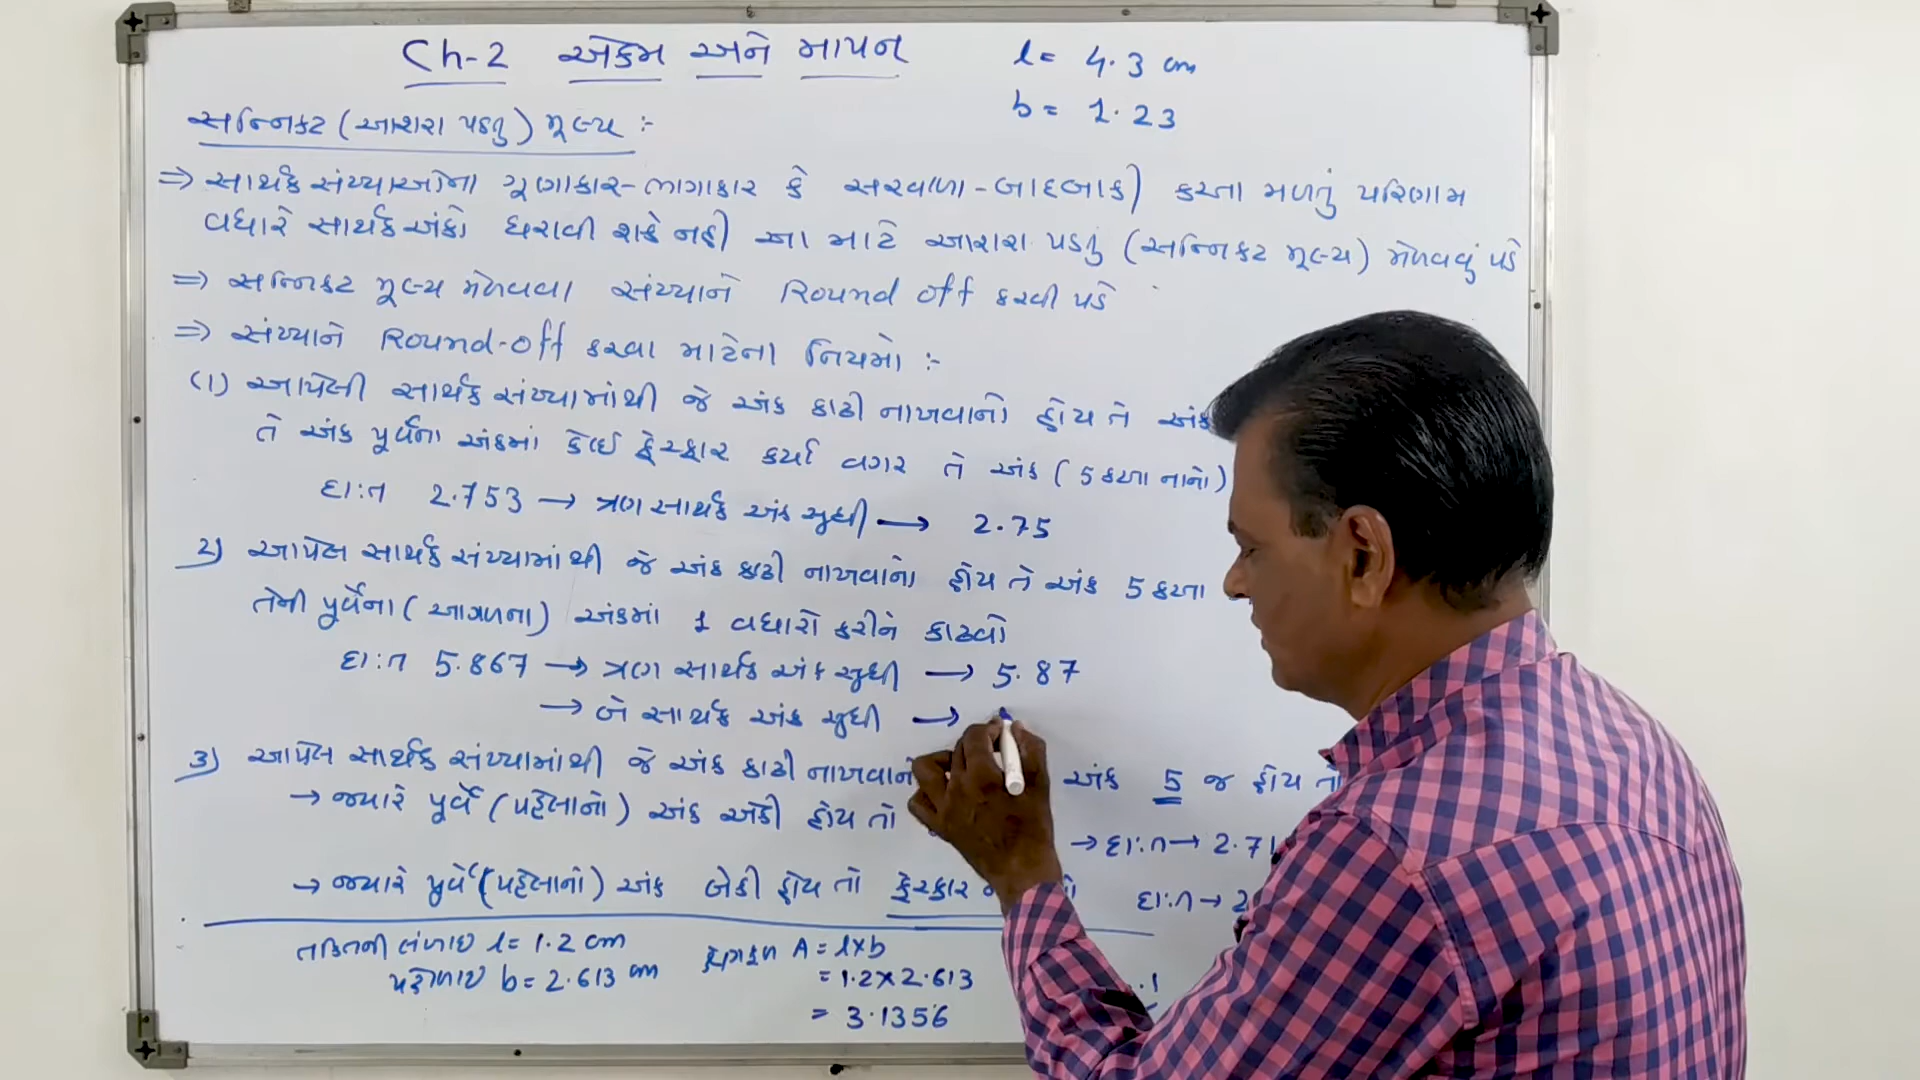 Ch-2 એકમ અને માપન
l = 4.3 cm
b = 1.23
સન્નિકટ (આશરા પડતુ) મૂલ્ય :-
⇒ સાર્થક સંખ્યાઓના ગૂણાકાર-ભાગાકાર કે સરવાળા-બાદબાકી કરતા મળતું પરિણામ
વધારે સાર્થક અંકો ધરાવી શકે નહી આ માટે આશરા પડતું (સન્નિકટ મૂલ્ય) મેળવવું પડે
⇒ સન્નિકટ મૂલ્ય મેળવવા સંખ્યાને Round off કરવી પડે
⇒ સંખ્યાને Round-off કરવા માટેના નિયમો :-
(1) આપેલી સાર્થક સંખ્યામાંથી જે અંક કાઢી નાખવાનો હોય તે અંક
તે અંક પૂર્વેના અંકમાં કોઈ ફેરફાર કર્યા વગર તે અંક (5 કરતા નાનો)
દા:ત 2.753 → ત્રણ સાર્થક અંક સુધી → 2.75
2) આપેલ સાર્થક સંખ્યામાંથી જે અંક કાઢી નાખવાનો હોય તે અંક 5 કરતા
તેની પૂર્વેના (આગળના) અંકમાં 1 વધારો કરીને કાઢવો
દા:ત 5.867 → ત્રણ સાર્થક અંક સુધી → 5.87
→ બે સાર્થક અંક સુધી →
3) આપેલ સાર્થક સંખ્યામાંથી જે અંક કાઢી નાખવાનો અંક 5 જ હોય તો
→ જ્યારે પૂર્વે (પહેલાનો) અંક એકી હોય તો → દા:ત → 2.71
→ જ્યારે પૂર્વે (પહેલાનો) અંક બેકી હોય તો ફેરફાર દા:ત → 2
તક્તિની લંબાઇ l = 1.2 cm
પહોળાઇ b = 2.613 cm
ક્ષેત્રફળ A = l×b
= 1.2×2.613
= 3.1356
.1